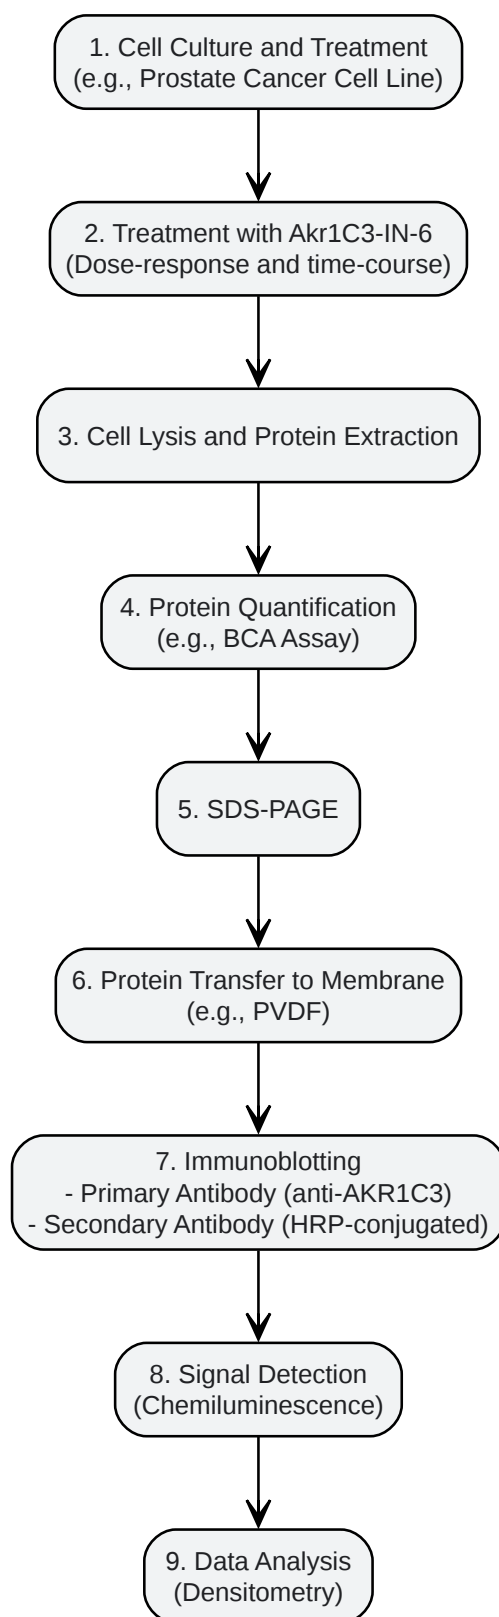 1. Cell Culture and Treatment
(e.g., Prostate Cancer Cell Line)
2. Treatment with Akr1C3-IN-6
(Dose-response and time-course)
3. Cell Lysis and Protein Extraction
4. Protein Quantification
(e.g., BCA Assay)
5. SDS-PAGE
6. Protein Transfer to Membrane
(e.g., PVDF)
7. Immunoblotting
- Primary Antibody (anti-AKR1C3)
- Secondary Antibody (HRP-conjugated)
8. Signal Detection
(Chemiluminescence)
9. Data Analysis
(Densitometry)